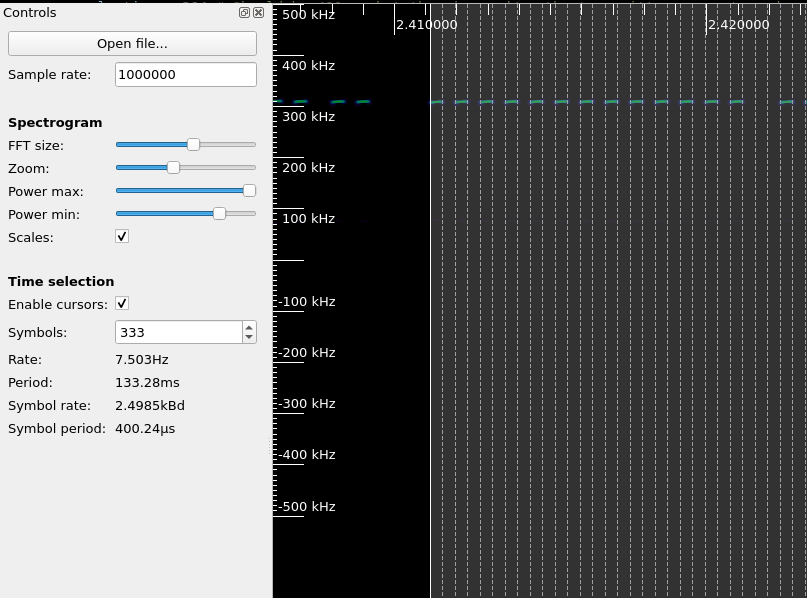 Controls
Open file...
Sample rate: 1000000
Spectrogram
FFT size:
Zoom:
Power max:
Power min:
Scales:
Time selection
Enable cursors:
Symbols: 333
Rate: 7.503Hz
Period: 133.28ms
Symbol rate: 2.4985kBd
Symbol period: 400.24µs
500 kHz
2.410000 2.420000
400 kHz
300 kHz
200 kHz
100 kHz
-100 kHz
-200 kHz
-300 kHz
-400 kHz
-500 kHz